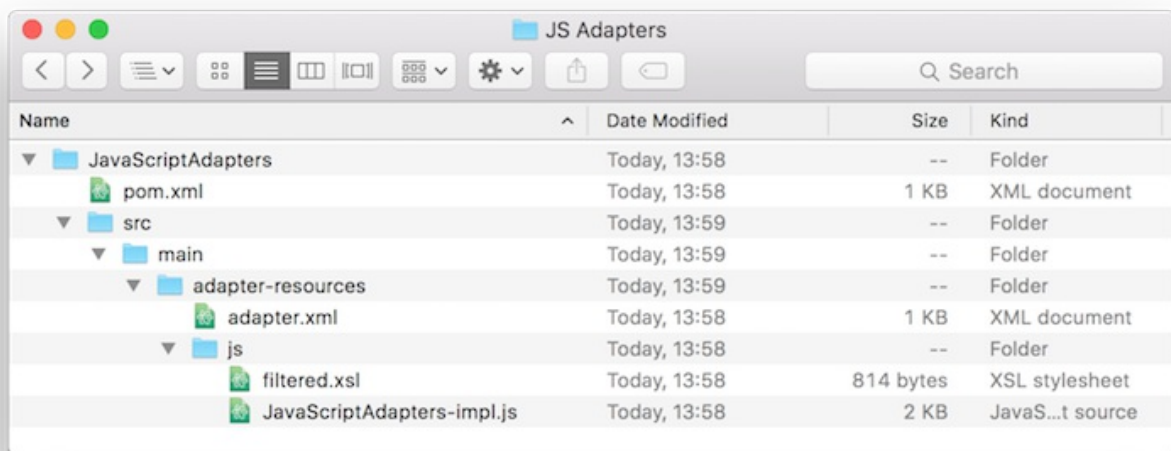 JS Adapters
Search
Name Date Modified Size Kind
JavaScriptAdapters Today, 13:58 -- Folder
pom.xml Today, 13:58 1 KB XML document
src Today, 13:59 -- Folder
main Today, 13:59 -- Folder
adapter-resources Today, 13:59 -- Folder
adapter.xml Today, 13:58 1 KB XML document
js Today, 13:58 -- Folder
filtered.xsl Today, 13:58 814 bytes XSL stylesheet
JavaScriptAdapters-impl.js Today, 13:58 2 KB JavaS...t source